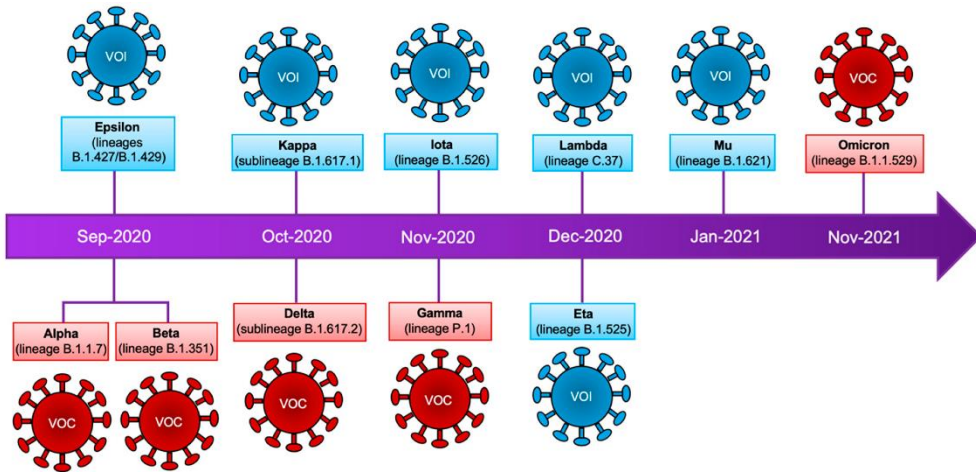 VOI
VOI
VOI
VOI
VOI
VOC
Epsilon
(lineages
B.1.427/B.1.429)
Kappa
(sublineage B.1.617.1)
Iota
(lineage B.1.526)
Lambda
(lineage C.37)
Mu
(lineage B.1.621)
Omicron
(lineage B.1.1.529)
Sep-2020
Oct-2020
Nov-2020
Dec-2020
Jan-2021
Nov-2021
Alpha
(lineage B.1.1.7)
Beta
(lineage B.1.351)
Delta
(sublineage B.1.617.2)
Gamma
(lineage P.1)
Eta
(lineage B.1.525)
VOC
VOC
VOC
VOC
VOI